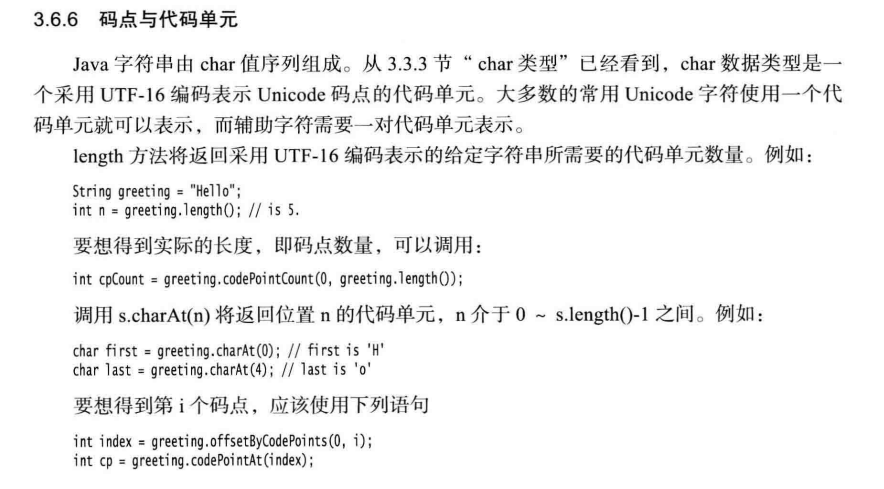 3.6.6 码点与代码单元
Java 字符串由 char 值序列组成。从 3.3.3 节“char 类型”已经看到，char 数据类型是一
个采用 UTF-16 编码表示 Unicode 码点的代码单元。大多数的常用 Unicode 字符使用一个代
码单元就可以表示，而辅助字符需要一对代码单元表示。
length 方法将返回采用 UTF-16 编码表示的给定字符串所需要的代码单元数量。例如：
String greeting = "Hello";
int n = greeting.length(); // is 5.
要想得到实际的长度，即码点数量，可以调用：
int cpCount = greeting.codePointCount(0, greeting.length());
调用 s.charAt(n) 将返回位置 n 的代码单元，n 介于 0 ~ s.length()-1 之间。例如：
char first = greeting.charAt(0); // first is 'H'
char last = greeting.charAt(4); // last is 'o'
要想得到第 i 个码点，应该使用下列语句
int index = greeting.offsetByCodePoints(0, i);
int cp = greeting.codePointAt(index);